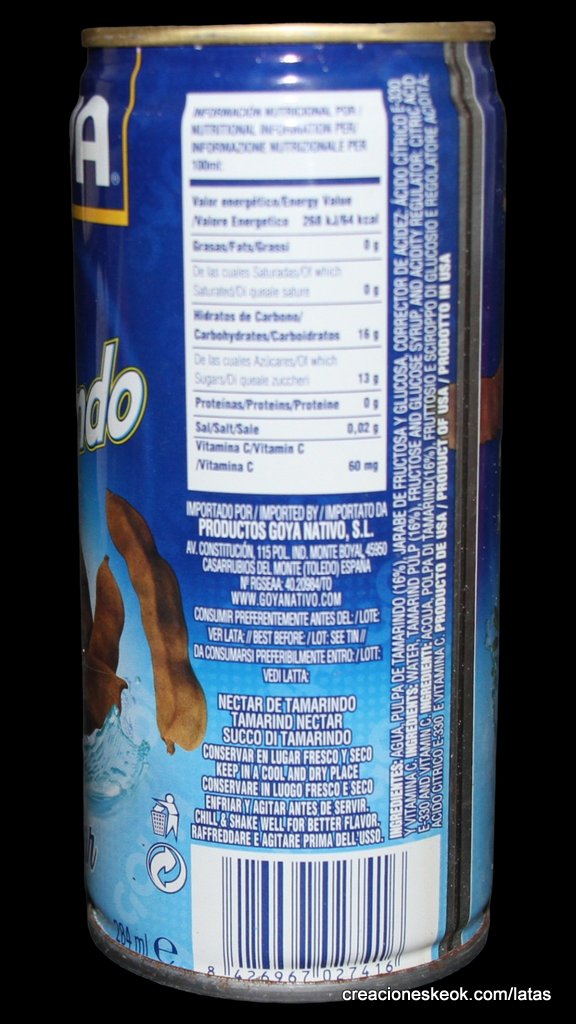 A®
ndo
INFORMACIÓN NUTRICIONAL POR /
NUTRITIONAL INFORMATION PER/
INFORMAZIONE NUTRIZIONALE PER
100ml:
Valor energético/Energy Value
/Valore Energetico 268 kJ/64 kcal
Grasas/Fats/Grassi 0 g
De las cuales Saturadas/Of which
Saturated/Di queale sature 0 g
Hidratos de Carbono/
Carbohydrates/Carboidratos 16 g
De las cuales Azúcares/Of which
Sugars/Di queale zuccheri 13 g
Proteínas/Proteins/Proteine 0 g
Sal/Salt/Sale 0,02 g
Vitamina C/Vitamin C
/Vitamina C 60 mg
IMPORTADO POR / IMPORTED BY / IMPORTATO DA
PRODUCTOS GOYA NATIVO, S.L.
AV. CONSTITUCIÓN, 115 POL. IND. MONTE BOYAL, 45950
CASARRUBIOS DEL MONTE (TOLEDO) ESPAÑA
Nº RGSEAA: 40.20984/TO
WWW.GOYANATIVO.COM
CONSUMIR PREFERENTEMENTE ANTES DEL: / LOTE:
VER LATA: // BEST BEFORE: / LOT: SEE TIN //
DA CONSUMARSI PREFERIBILMENTE ENTRO: / LOTT:
VEDI LATTA:
NECTAR DE TAMARINDO
TAMARIND NECTAR
SUCCO DI TAMARINDO
CONSERVAR EN LUGAR FRESCO Y SECO
KEEP IN A COOL AND DRY PLACE
CONSERVARE IN LUOGO FRESCO E SECO
ENFRIAR Y AGITAR ANTES DE SERVIR.
CHILL & SHAKE WELL FOR BETTER FLAVOR.
RAFFREDDARE E AGITARE PRIMA DELL'USO.
INGREDIENTES: AGUA, PULPA DE TAMARINDO (16%), JARABE DE FRUCTOSA Y GLUCOSA, CORRECTOR DE ACIDEZ: ÁCIDO CÍTRICO E-330
Y VITAMINA C. INGREDIENTS: WATER, TAMARIND PULP (16%), FRUCTOSE AND GLUCOSE SYRUP, AND ACIDITY REGULATOR: CITRIC ACID
E-330 AND VITAMIN C. INGREDIENTI: ACQUA, POLPA DI TAMARIND(16%), FRUTTOSIO E SCIROPPO DI GLUCOSIO E REGOLATORE ACIDITÀ:
ACIDO CITRICO E-330 E VITAMINA C. PRODUCTO DE USA / PRODUCT OF USA / PRODOTTO IN USA
284 ml e
8 426967 027416
creacioneskeok.com/latas